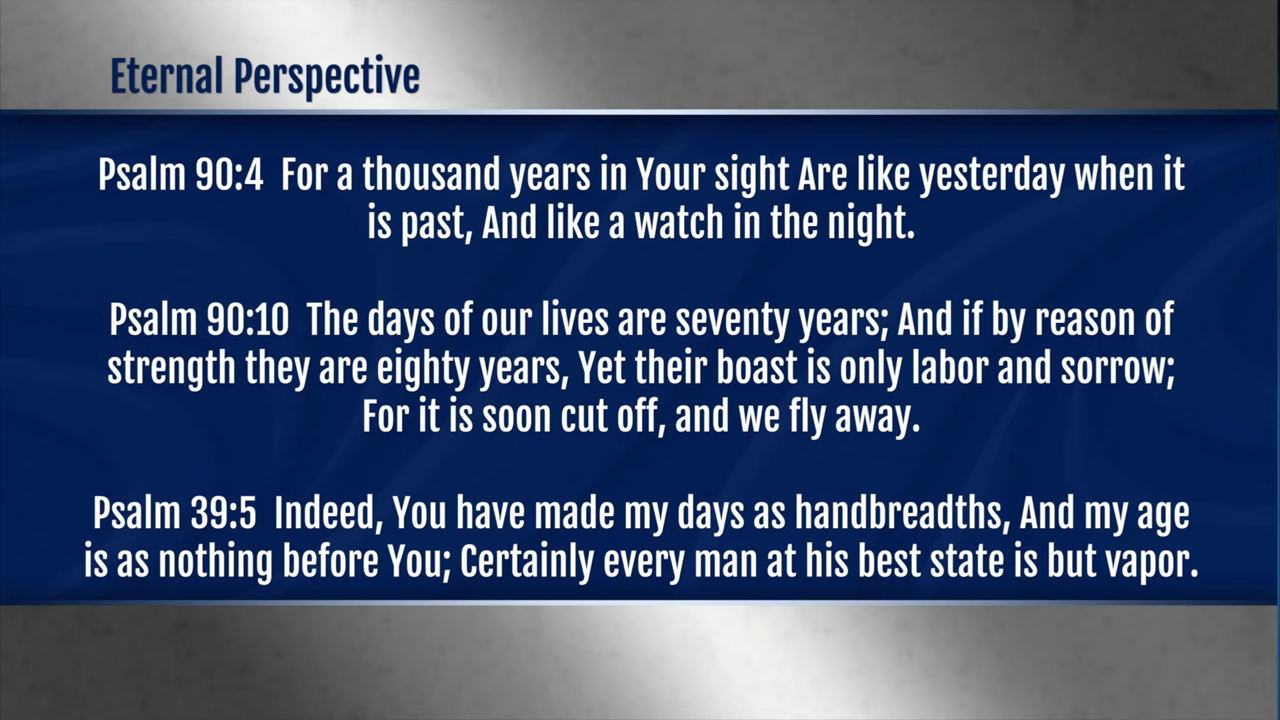 Eternal Perspective
Psalm 90:4  For a thousand years in Your sight Are like yesterday when it
is past, And like a watch in the night.
Psalm 90:10  The days of our lives are seventy years; And if by reason of
strength they are eighty years, Yet their boast is only labor and sorrow;
For it is soon cut off, and we fly away.
Psalm 39:5  Indeed, You have made my days as handbreadths, And my age
is as nothing before You; Certainly every man at his best state is but vapor.